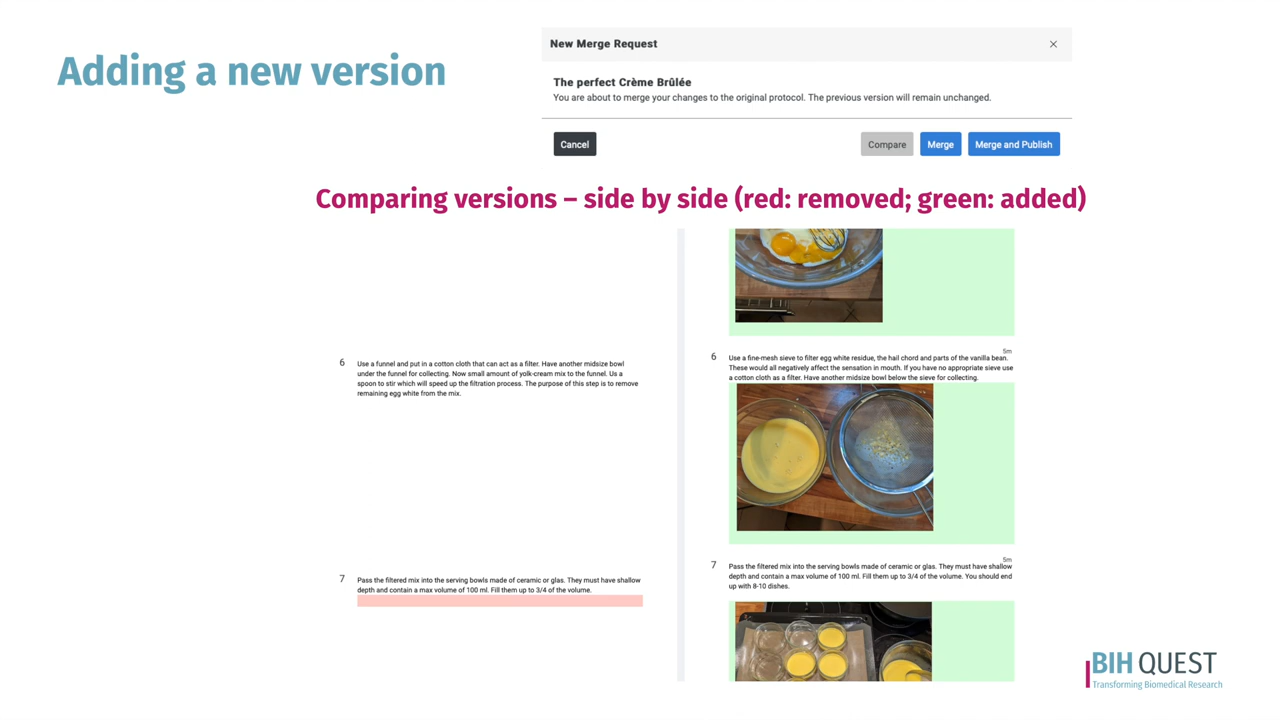 Adding a new version
New Merge Request
The perfect Crème Brûlée
You are about to merge your changes to the original protocol. The previous version will remain unchanged.
Cancel
Compare
Merge
Merge and Publish
Comparing versions – side by side (red: removed; green: added)
6
Use a funnel and put in a cotton cloth that can act as a filter. Have another midsize bowl
under the funnel for collecting. Now small amount of yolk-cream mix to the funnel. Us a
spoon to stir which will speed up the filtration process. The purpose of this step is to remove
remaining egg white from the mix.
7
Pass the filtered mix into the serving bowls made of ceramic or glas. They must have shallow
depth and contain a max volume of 100 ml. Fill them up to 3/4 of the volume.
5m
6
Use a fine-mesh sieve to filter egg white residue, the hail chord and parts of the vanilla bean.
These would all negatively affect the sensation in mouth. If you have no appropriate sieve use
a cotton cloth as a filter. Have another midsize bowl below the sieve for collecting.
5m
7
Pass the filtered mix into the serving bowls made of ceramic or glas. They must have shallow
depth and contain a max volume of 100 ml. Fill them up to 3/4 of the volume. You should end
up with 8-10 dishes.
BIH QUEST
Transforming Biomedical Research